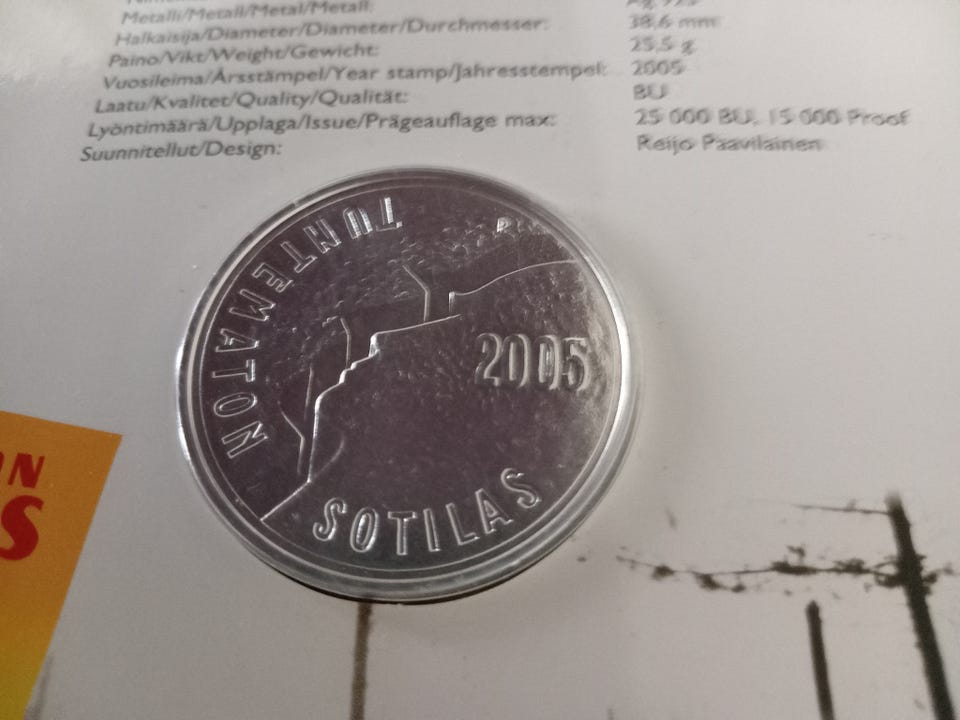 Metalli/Metall/Metal/Metall: Ag 925
Halkaisija/Diameter/Diameter/Durchmesser: 38,6 mm
Paino/Vikt/Weight/Gewicht: 25,5 g
Vuosileima/Årsstämpel/Year stamp/Jahresstempel: 2005
Laatu/Kvalitet/Quality/Qualität: BU
Lyöntimäärä/Upplaga/Issue/Prägeauflage max: 25 000 BU, 15 000 Proof
Suunnitellut/Design: Reijo Paavilainen
TUNTEMATON
2005
SOTILAS